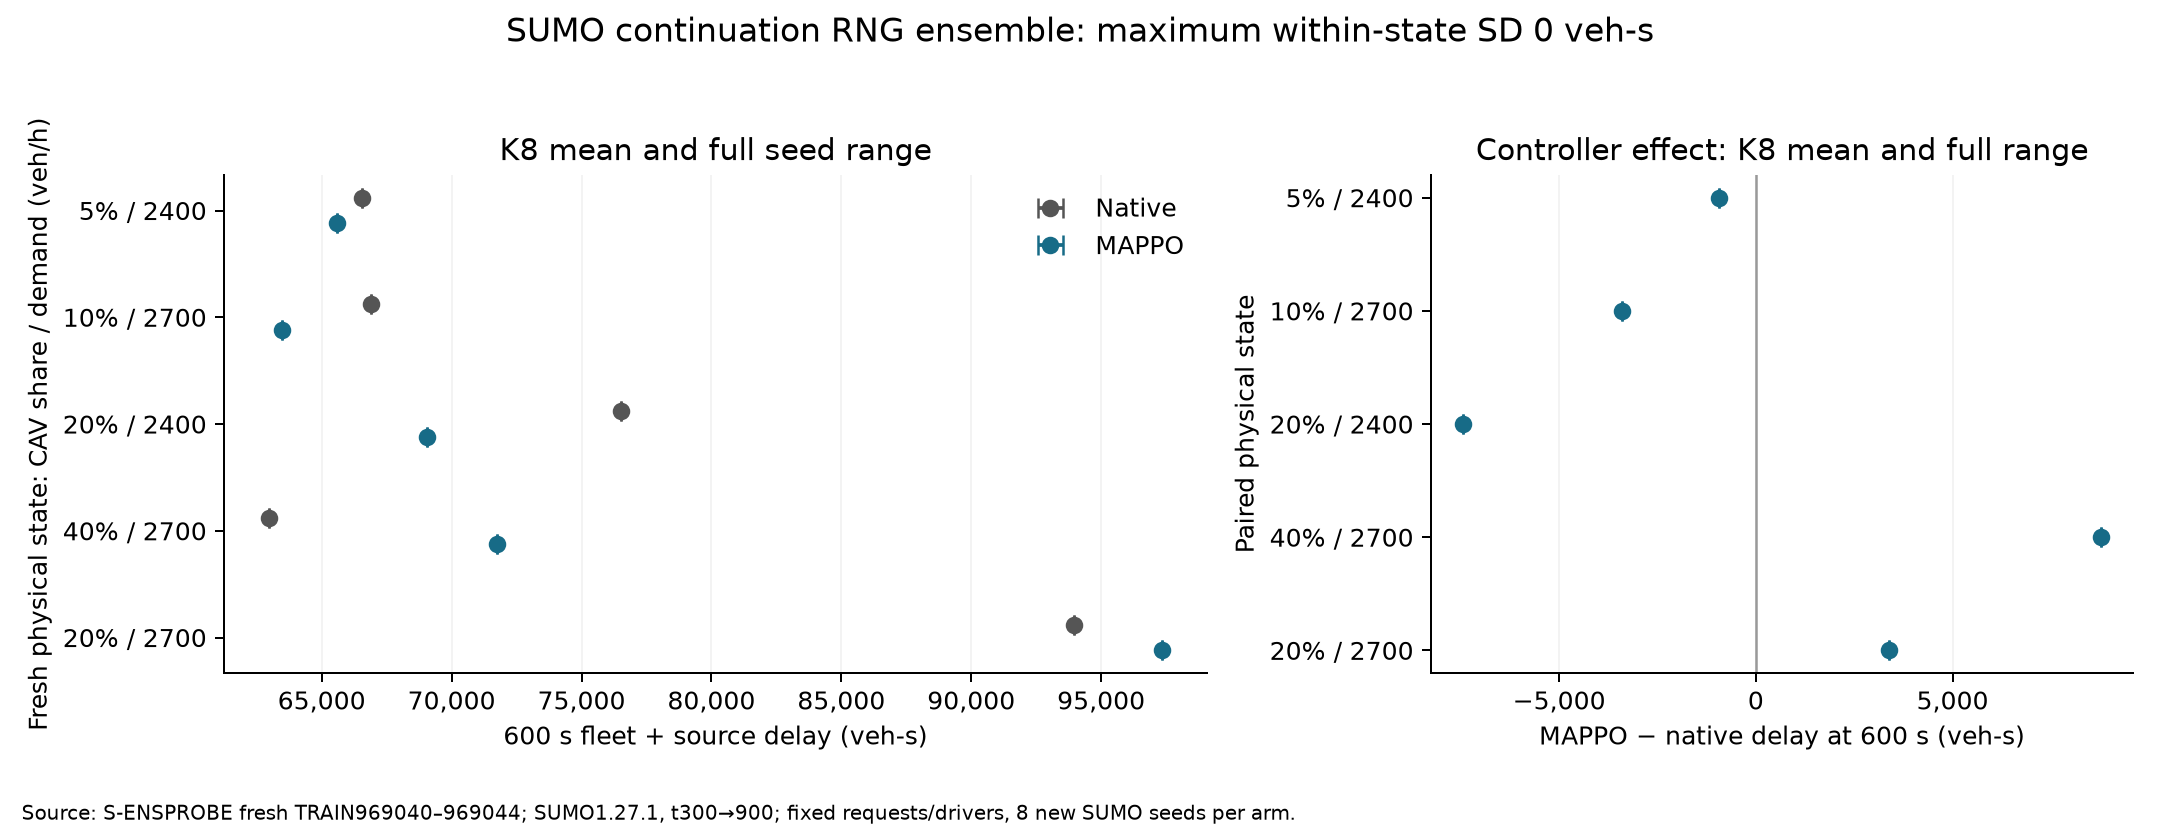 SUMO continuation RNG ensemble: maximum within-state SD 0 veh-s
K8 mean and full seed range
Fresh physical state: CAV share / demand (veh/h)
5% / 2400
10% / 2700
20% / 2400
40% / 2700
20% / 2700
Native
MAPPO
65,000 70,000 75,000 80,000 85,000 90,000 95,000
600 s fleet + source delay (veh-s)
Controller effect: K8 mean and full range
Paired physical state
5% / 2400
10% / 2700
20% / 2400
40% / 2700
20% / 2700
−5,000 0 5,000
MAPPO − native delay at 600 s (veh-s)
Source: S-ENSPROBE fresh TRAIN969040–969044; SUMO1.27.1, t300→900; fixed requests/drivers, 8 new SUMO seeds per arm.